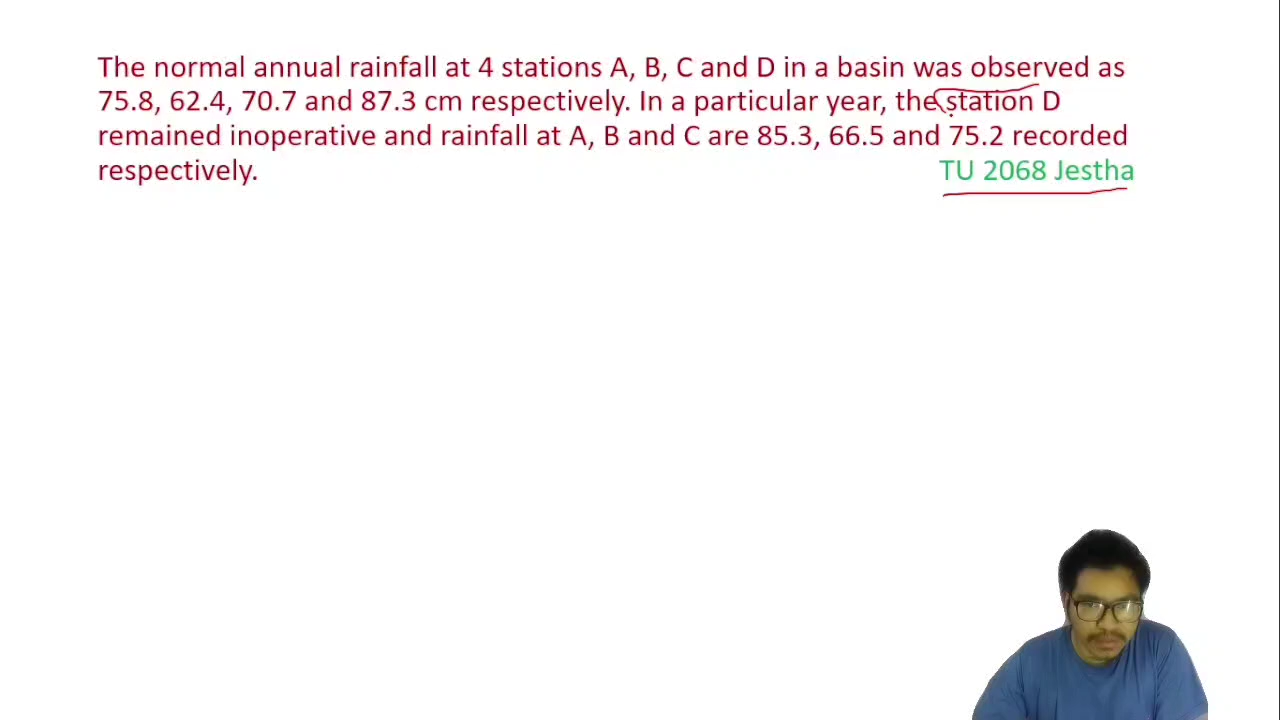 The normal annual rainfall at 4 stations A, B, C and D in a basin was observed as
75.8, 62.4, 70.7 and 87.3 cm respectively. In a particular year, the station D
remained inoperative and rainfall at A, B and C are 85.3, 66.5 and 75.2 recorded
respectively. TU 2068 Jestha